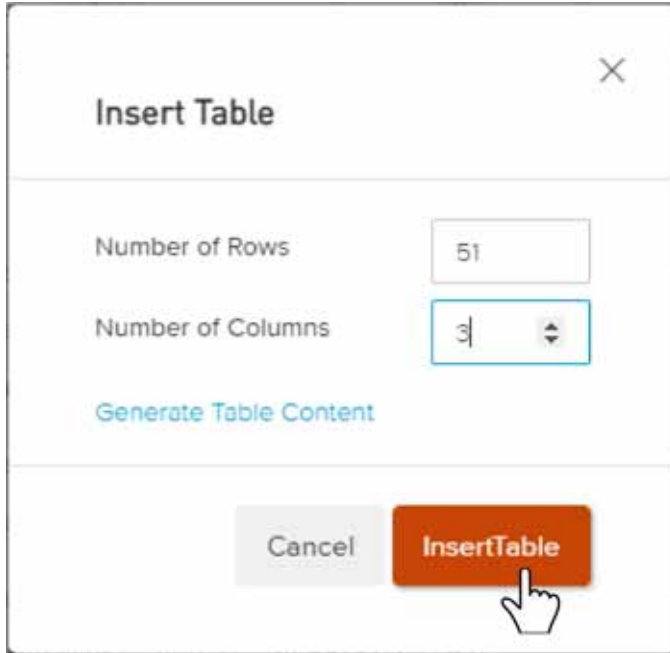 Insert Table
Number of Rows 51
Number of Columns 3
Generate Table Content
Cancel InsertTable